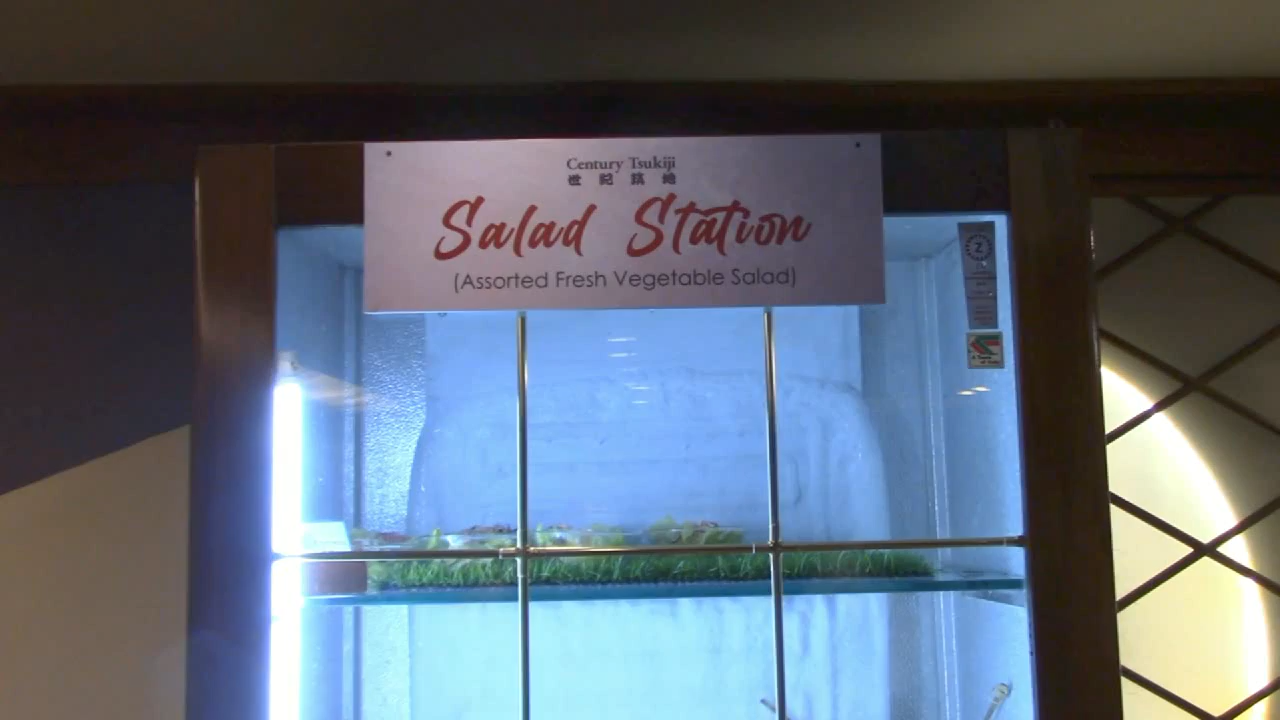 Century Tsukiji
世紀築地
Salad Station
(Assorted Fresh Vegetable Salad)
Z